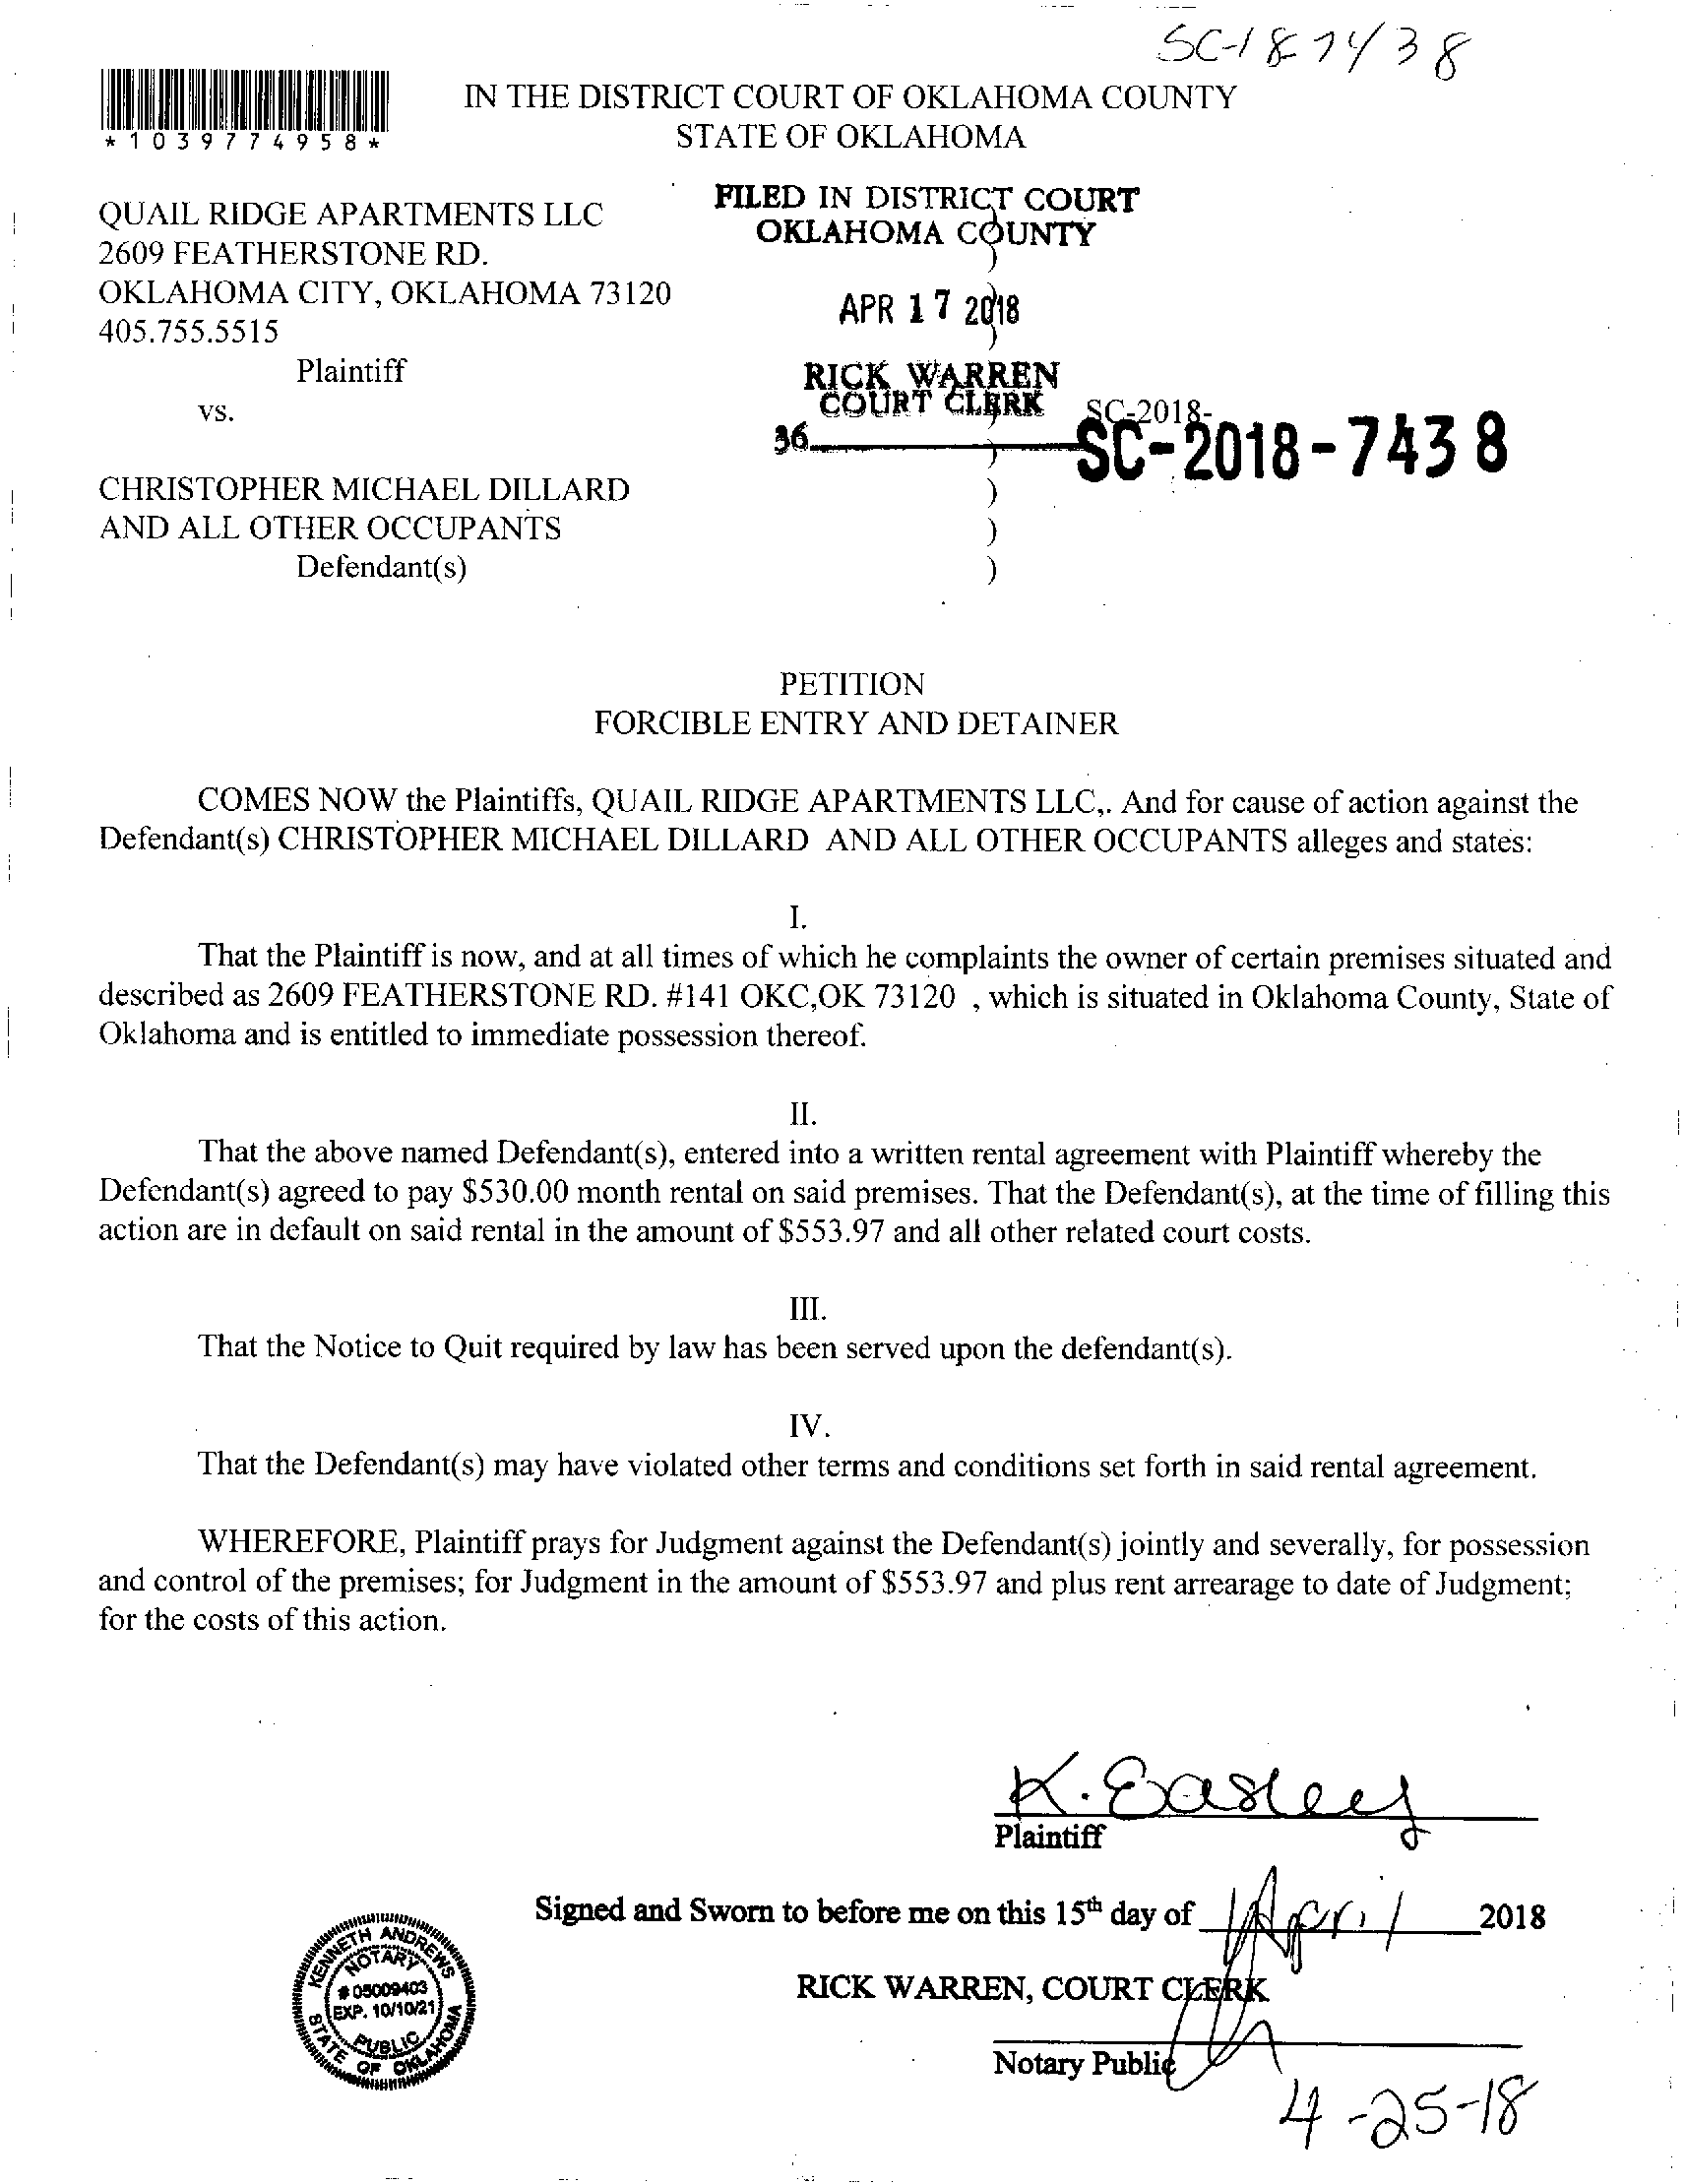 SC-187438
*1039774958*
IN THE DISTRICT COURT OF OKLAHOMA COUNTY
STATE OF OKLAHOMA
QUAIL RIDGE APARTMENTS LLC
2609 FEATHERSTONE RD.
OKLAHOMA CITY, OKLAHOMA 73120
405.755.5515
Plaintiff
vs.
FILED IN DISTRICT COURT
OKLAHOMA COUNTY
)
APR 17 2018
)
RICK WARREN
COURT CLERK
36
SC-2018-
SC-2018-7438
)
CHRISTOPHER MICHAEL DILLARD )
AND ALL OTHER OCCUPANTS )
Defendant(s) )
PETITION
FORCIBLE ENTRY AND DETAINER
COMES NOW the Plaintiffs, QUAIL RIDGE APARTMENTS LLC,. And for cause of action against the
Defendant(s) CHRISTOPHER MICHAEL DILLARD AND ALL OTHER OCCUPANTS alleges and states:
I.
That the Plaintiff is now, and at all times of which he complaints the owner of certain premises situated and
described as 2609 FEATHERSTONE RD. #141 OKC,OK 73120 , which is situated in Oklahoma County, State of
Oklahoma and is entitled to immediate possession thereof.
II.
That the above named Defendant(s), entered into a written rental agreement with Plaintiff whereby the
Defendant(s) agreed to pay $530.00 month rental on said premises. That the Defendant(s), at the time of filling this
action are in default on said rental in the amount of $553.97 and all other related court costs.
III.
That the Notice to Quit required by law has been served upon the defendant(s).
IV.
That the Defendant(s) may have violated other terms and conditions set forth in said rental agreement.
WHEREFORE, Plaintiff prays for Judgment against the Defendant(s) jointly and severally, for possession
and control of the premises; for Judgment in the amount of $553.97 and plus rent arrearage to date of Judgment;
for the costs of this action.
K. Easley
Plaintiff
Signed and Sworn to before me on this 15th day of April 2018
KENNETH ANDREWS
NOTARY
# 05009403
EXP. 10/10/21
PUBLIC
STATE OF OKLAHOMA
RICK WARREN, COURT CLERK
Notary Public
4-25-18